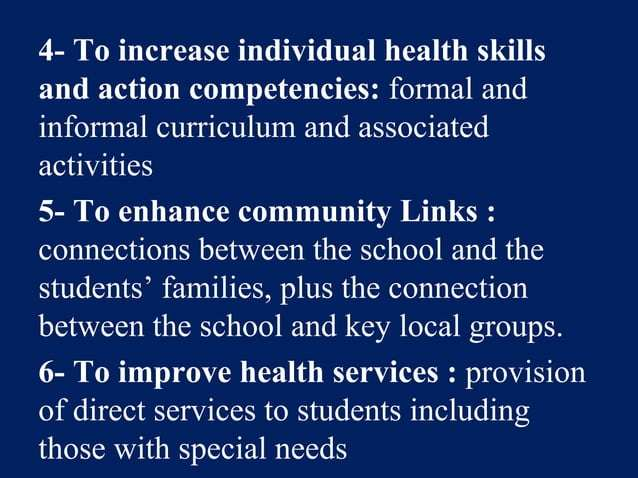 4- To increase individual health skills
and action competencies: formal and
informal curriculum and associated
activities
5- To enhance community Links :
connections between the school and the
students’ families, plus the connection
between the school and key local groups.
6- To improve health services : provision
of direct services to students including
those with special needs